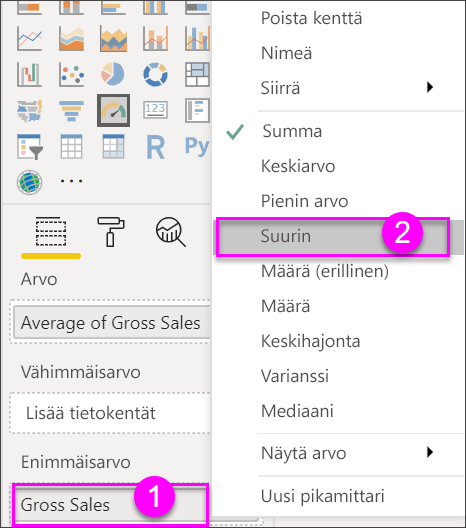 123
R
Py
Arvo
Average of Gross Sales
Vähimmäisarvo
Lisää tietokentät
Enimmäisarvo
Gross Sales
1
Poista kenttä
Nimeä
Siirrä
Summa
Keskiarvo
Pienin arvo
Suurin
2
Määrä (erillinen)
Määrä
Keskihajonta
Varianssi
Mediaani
Näytä arvo
Uusi pikamittari